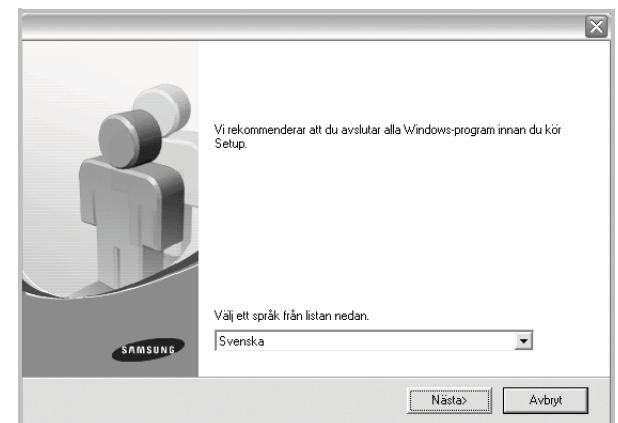 Vi rekommenderar att du avslutar alla Windows-program innan du kör
Setup.
Välj ett språk från listan nedan.
Svenska
SAMSUNG
Nästa>
Avbryt